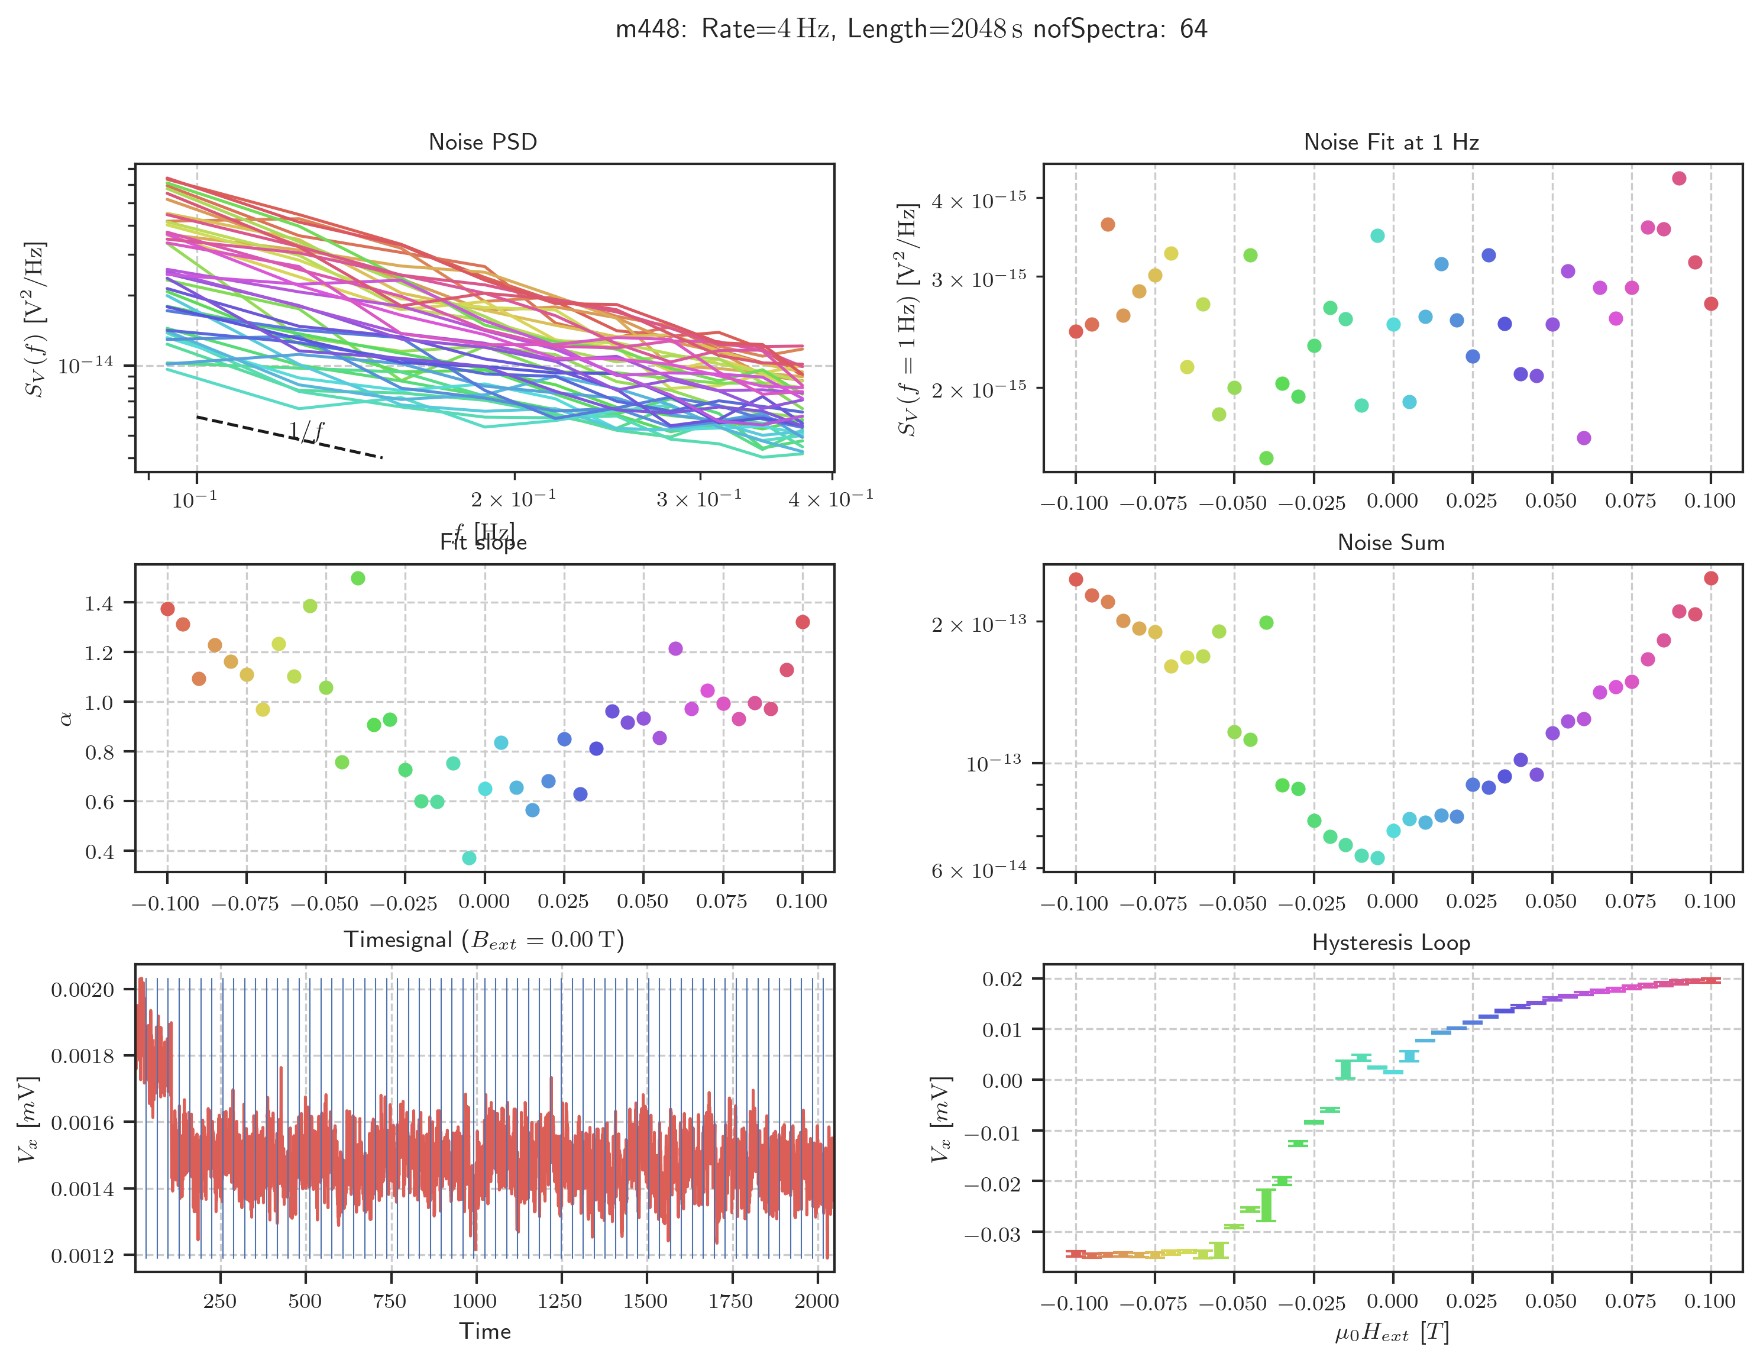 m448: Rate=4 Hz, Length=2048 s nofSpectra: 64
Noise PSD
S_V(f) [V²/Hz]
10⁻¹⁴
1/f
10⁻¹ 2 × 10⁻¹ 3 × 10⁻¹ 4 × 10⁻¹
f [Hz]
Noise Fit at 1 Hz
S_V(f = 1 Hz) [V²/Hz]
4 × 10⁻¹⁵
3 × 10⁻¹⁵
2 × 10⁻¹⁵
−0.100 −0.075 −0.050 −0.025 0.000 0.025 0.050 0.075 0.100
Fit slope
α
1.4
1.2
1.0
0.8
0.6
0.4
−0.100 −0.075 −0.050 −0.025 0.000 0.025 0.050 0.075 0.100
Noise Sum
2 × 10⁻¹³
10⁻¹³
6 × 10⁻¹⁴
−0.100 −0.075 −0.050 −0.025 0.000 0.025 0.050 0.075 0.100
Timesignal (B_ext = 0.00 T)
V_x [mV]
0.0020
0.0018
0.0016
0.0014
0.0012
250 500 750 1000 1250 1500 1750 2000
Time
Hysteresis Loop
V_x [mV]
0.02
0.01
0.00
−0.01
−0.02
−0.03
−0.100 −0.075 −0.050 −0.025 0.000 0.025 0.050 0.075 0.100
μ₀H_ext [T]